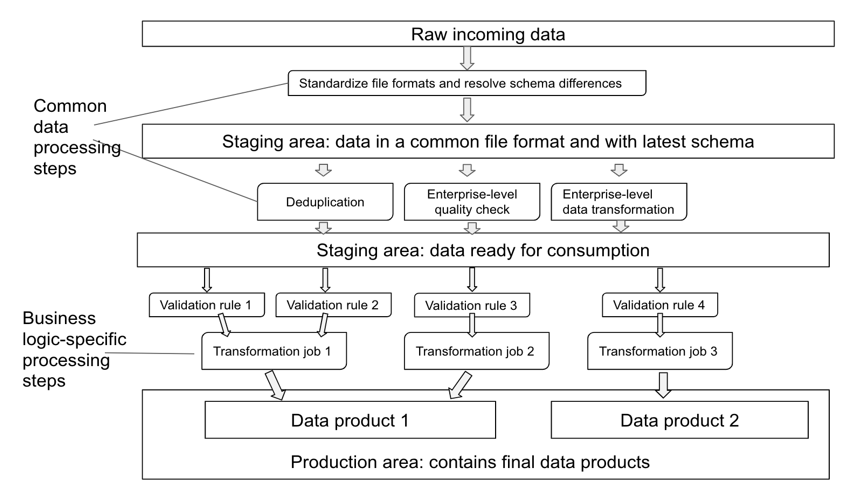 Raw incoming data
Standardize file formats and resolve schema differences
Common
data
processing
steps
Staging area: data in a common file format and with latest schema
Deduplication
Enterprise-level
quality check
Enterprise-level
data transformation
Staging area: data ready for consumption
Validation rule 1
Validation rule 2
Validation rule 3
Validation rule 4
Business
logic-specific
processing
steps
Transformation job 1
Transformation job 2
Transformation job 3
Data product 1
Data product 2
Production area: contains final data products